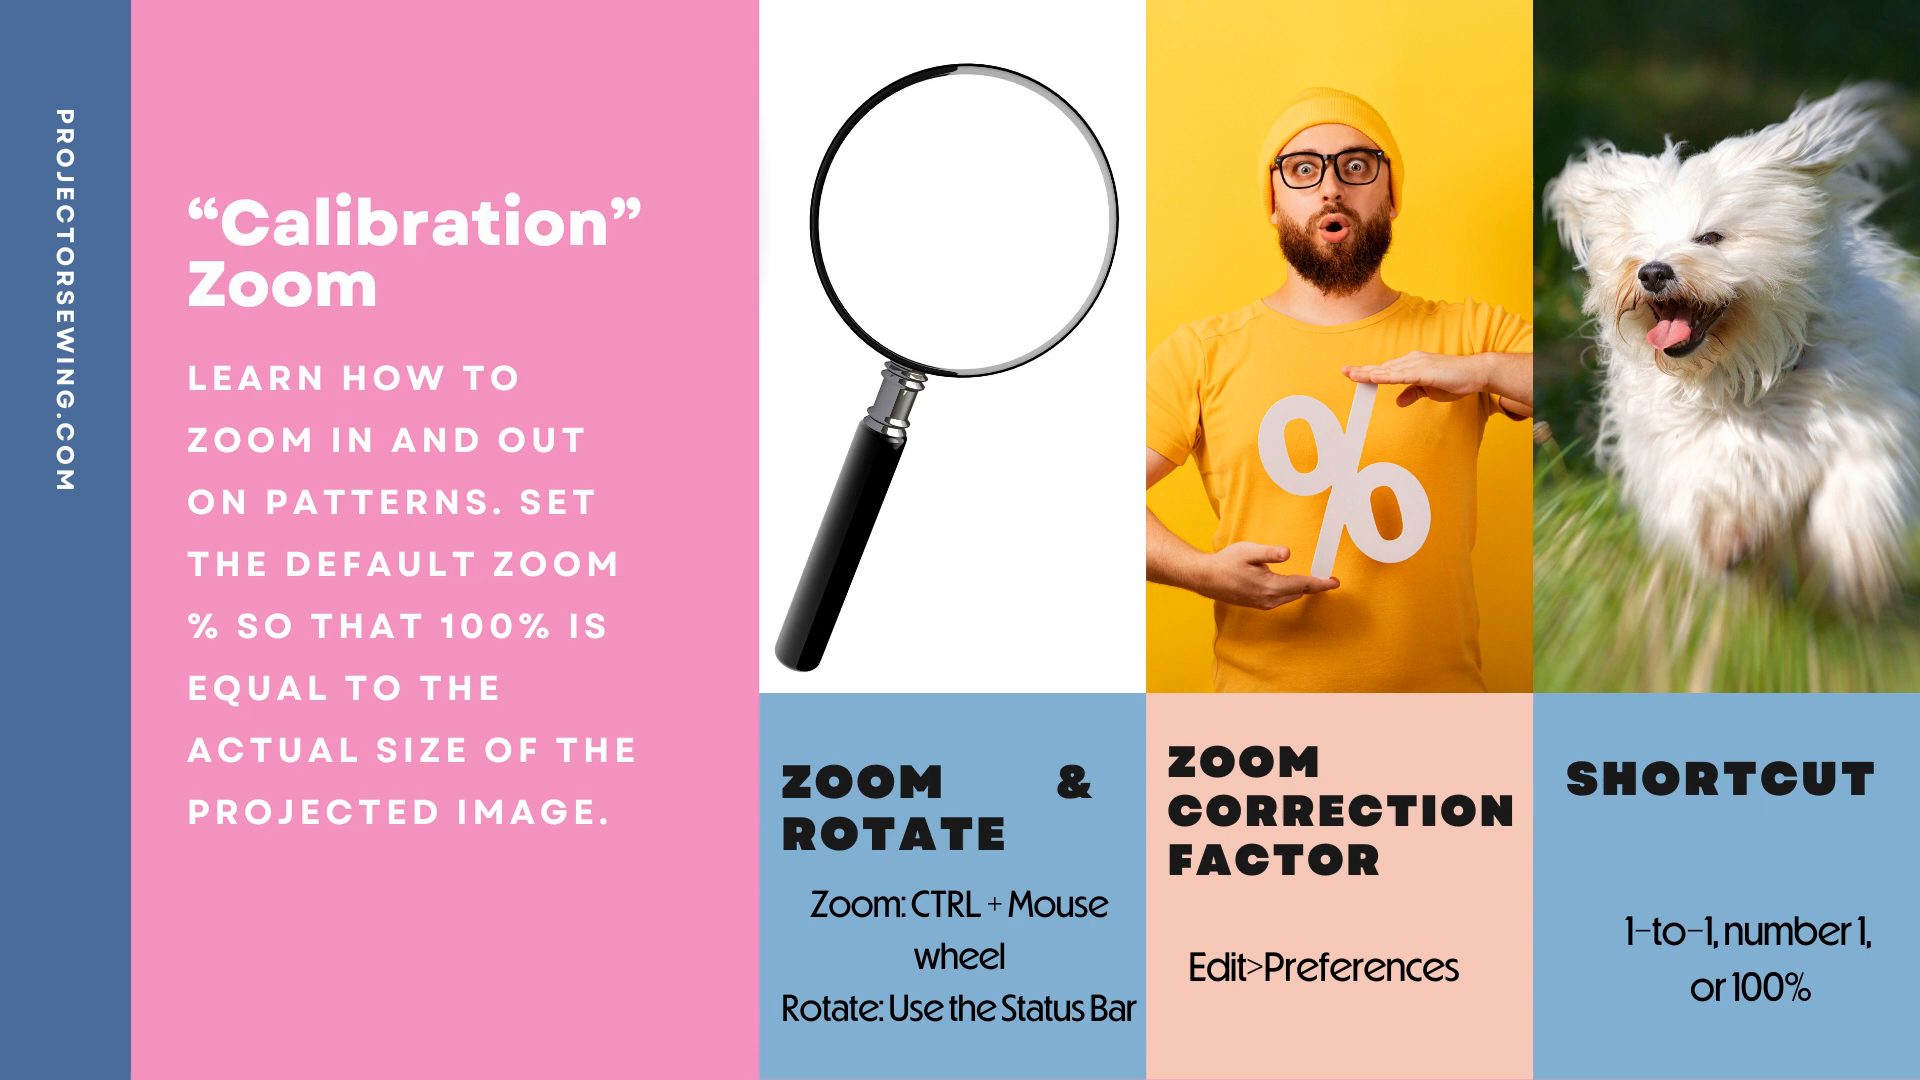 PROJECTORSEWING.COM
“Calibration”
Zoom
LEARN HOW TO
ZOOM IN AND OUT
ON PATTERNS. SET
THE DEFAULT ZOOM
% SO THAT 100% IS
EQUAL TO THE
ACTUAL SIZE OF THE
PROJECTED IMAGE.
%
ZOOM &
ROTATE
Zoom: CTRL + Mouse
wheel
Rotate: Use the Status Bar
ZOOM
CORRECTION
FACTOR
Edit>Preferences
SHORTCUT
1-to-1, number 1,
or 100%